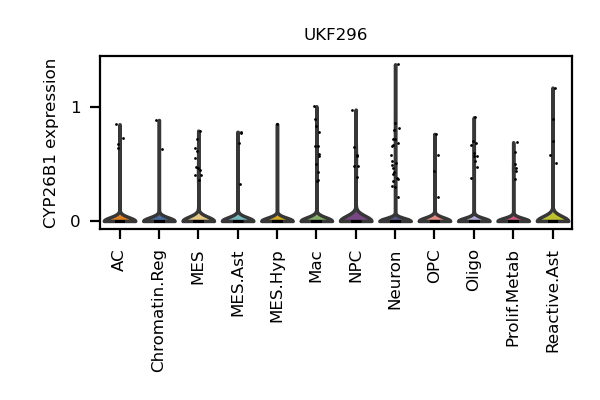 UKF296
CYP26B1 expression
1
0
AC
Chromatin.Reg
MES
MES.Ast
MES.Hyp
Mac
NPC
Neuron
OPC
Oligo
Prolif.Metab
Reactive.Ast